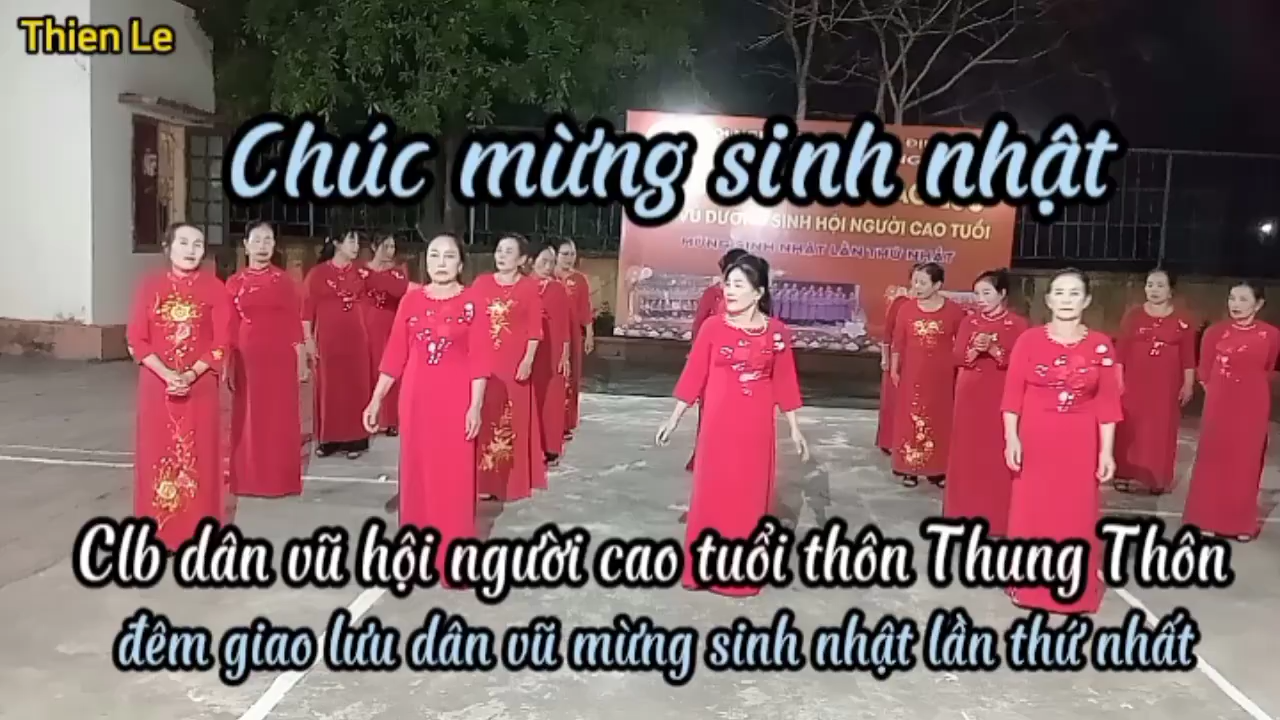 Thien Le
Chúc mừng sinh nhật
SINH HỘI NGƯỜI CAO TUỔI
MỪNG SINH NHẬT LẦN THỨ NHẤT
Clb dân vũ hội người cao tuổi thôn Thung Thôn
đêm giao lưu dân vũ mừng sinh nhật lần thứ nhất